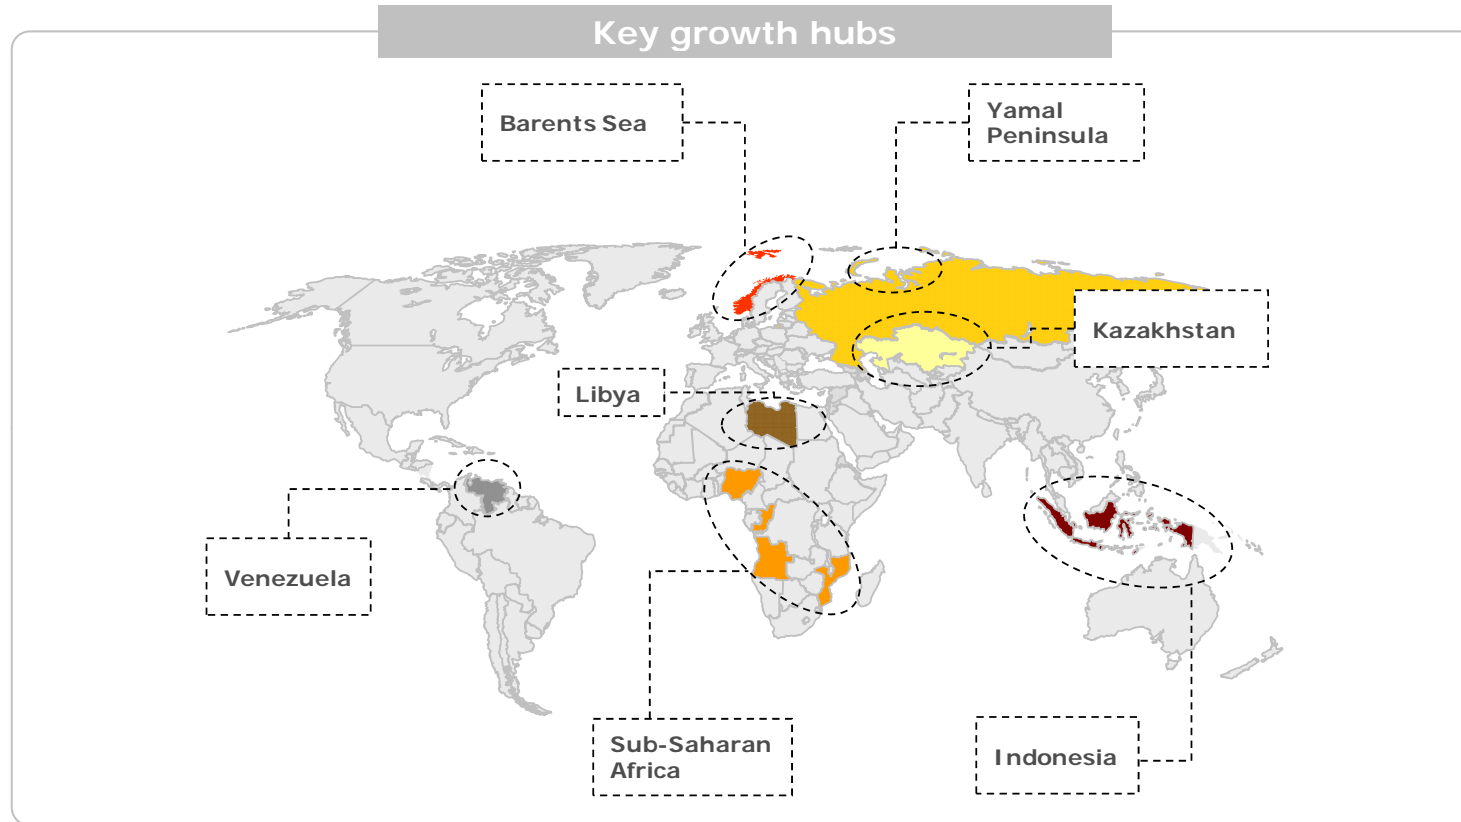 Key growth hubs
Barents Sea
Yamal
Peninsula
Kazakhstan
Libya
Venezuela
Sub-Saharan
Africa
Indonesia